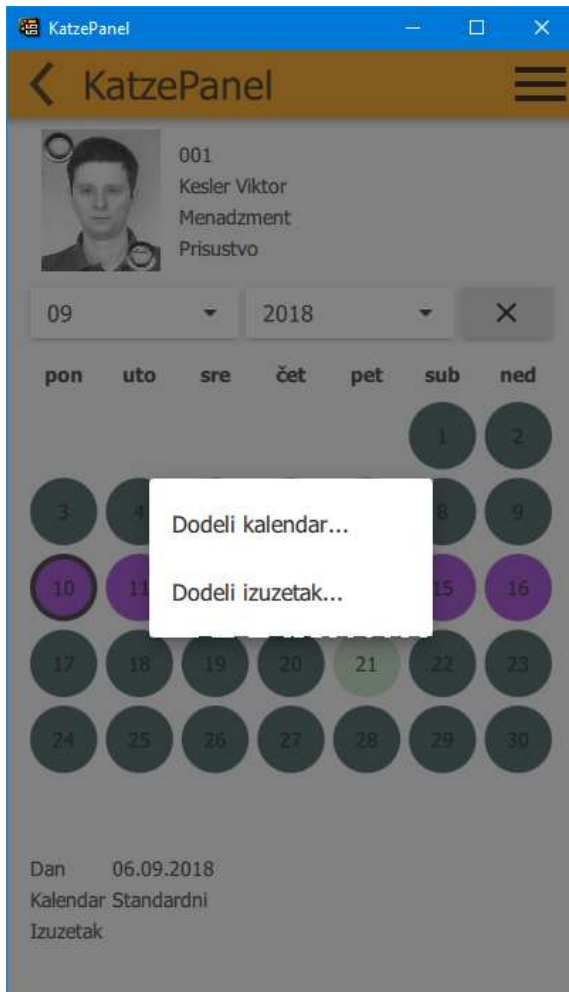 KatzePanel
KatzePanel
001
Kesler Viktor
Menadzment
Prisustvo
09 2018
pon uto sre čet pet sub ned
1 2
3 4 8 9
Dodeli kalendar...
10 11 15 16
Dodeli izuzetak...
17 18 19 20 21 22 23
24 25 26 27 28 29 30
Dan 06.09.2018
Kalendar Standardni
Izuzetak